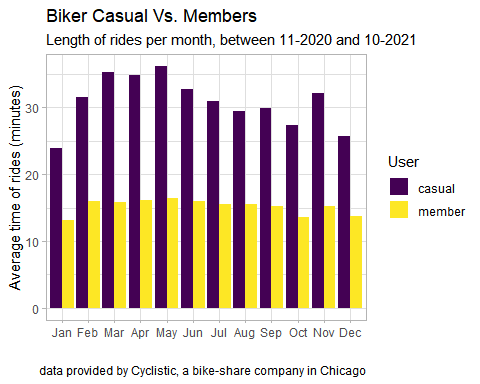 Biker Casual Vs. Members
Length of rides per month, between 11-2020 and 10-2021
Average time of rides (minutes)
30
20
10
0
Jan Feb Mar Apr May Jun Jul Aug Sep Oct Nov Dec
User
casual
member
data provided by Cyclistic, a bike-share company in Chicago